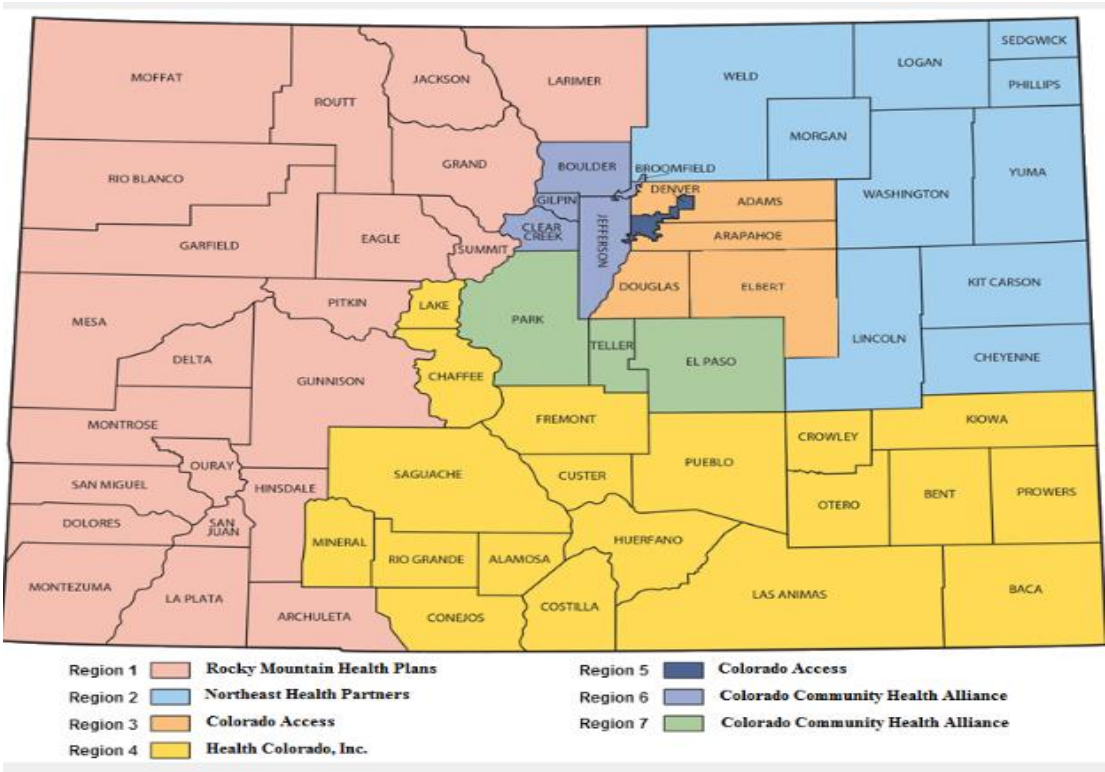 MOFFAT
ROUTT
JACKSON
LARIMER
WELD
LOGAN
SEDGWICK
PHILLIPS
MORGAN
RIO BLANCO
GRAND
BOULDER
BROOMFIELD
WASHINGTON
YUMA
GILPIN
DENVER
ADAMS
CLEAR
CREEK
JEFFERSON
ARAPAHOE
GARFIELD
EAGLE
SUMMIT
DOUGLAS
ELBERT
KIT CARSON
MESA
PITKIN
LAKE
PARK
LINCOLN
DELTA
TELLER
EL PASO
CHEYENNE
GUNNISON
CHAFFEE
MONTROSE
FREMONT
CROWLEY
KIOWA
OURAY
SAN MIGUEL
HINSDALE
SAGUACHE
CUSTER
PUEBLO
OTERO
BENT
PROWERS
DOLORES
SAN
JUAN
MINERAL
RIO GRANDE
ALAMOSA
HUERFANO
MONTEZUMA
LA PLATA
ARCHULETA
CONEJOS
COSTILLA
LAS ANIMAS
BACA
Region 1 Rocky Mountain Health Plans
Region 2 Northeast Health Partners
Region 3 Colorado Access
Region 4 Health Colorado, Inc.
Region 5 Colorado Access
Region 6 Colorado Community Health Alliance
Region 7 Colorado Community Health Alliance